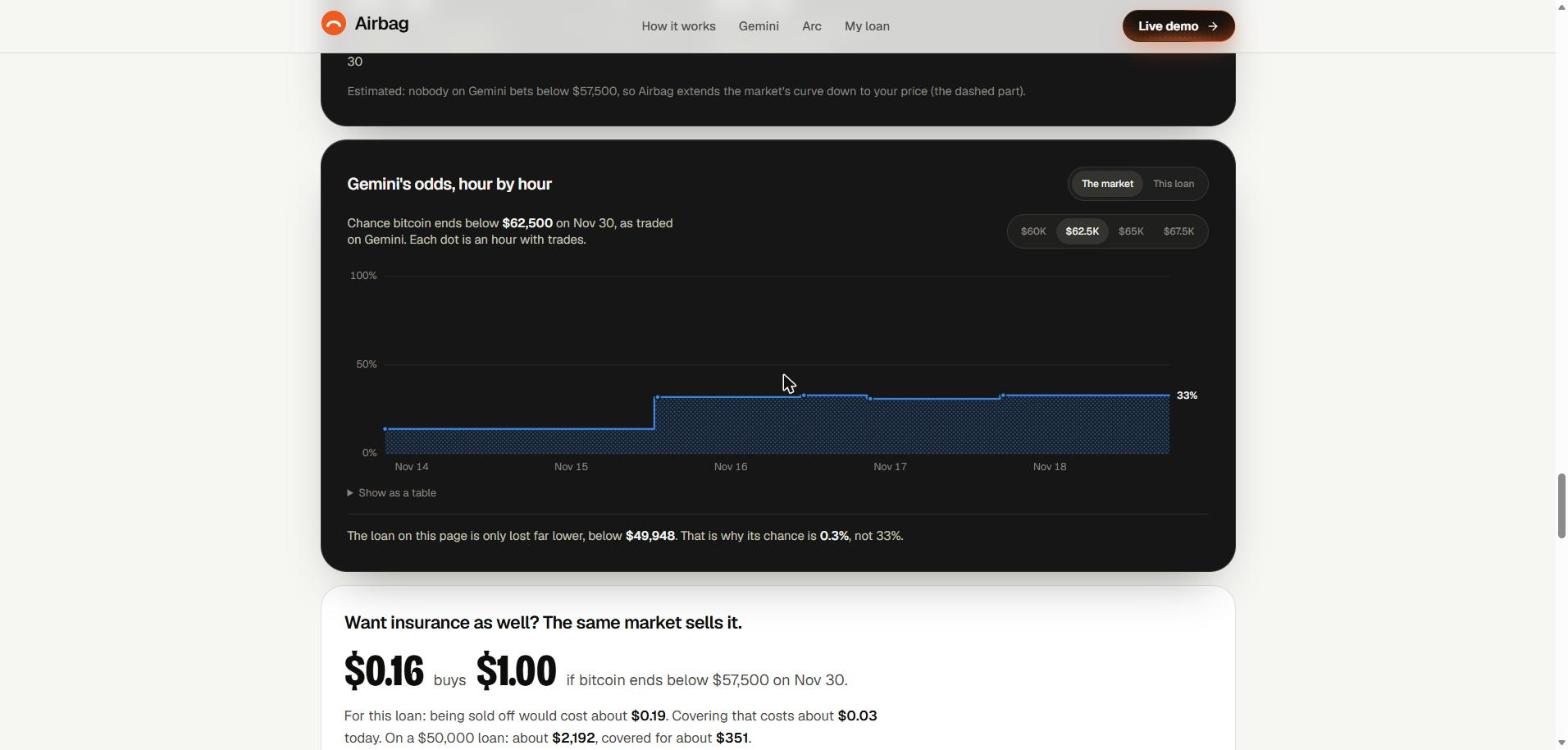 Airbag
How it works
Gemini
Arc
My loan
Live demo →
30
Estimated: nobody on Gemini bets below $57,500, so Airbag extends the market's curve down to your price (the dashed part).
Gemini's odds, hour by hour
The market
This loan
Chance bitcoin ends below $62,500 on Nov 30, as traded
on Gemini. Each dot is an hour with trades.
$60K
$62.5K
$65K
$67.5K
100%
50%
33%
0%
Nov 14
Nov 15
Nov 16
Nov 17
Nov 18
Show as a table
The loan on this page is only lost far lower, below $49,948. That is why its chance is 0.3%, not 33%.
Want insurance as well? The same market sells it.
$0.16 buys $1.00 if bitcoin ends below $57,500 on Nov 30.
For this loan: being sold off would cost about $0.19. Covering that costs about $0.03
today. On a $50,000 loan: about $2,192, covered for about $351.